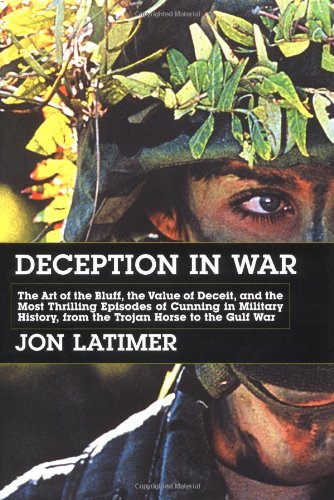 DECEPTION IN WAR
The Art of the Bluff, the Value of Deceit, and the
Most Thrilling Episodes of Cunning in Military
History, from the Trojan Horse to the Gulf War
JON LATIMER